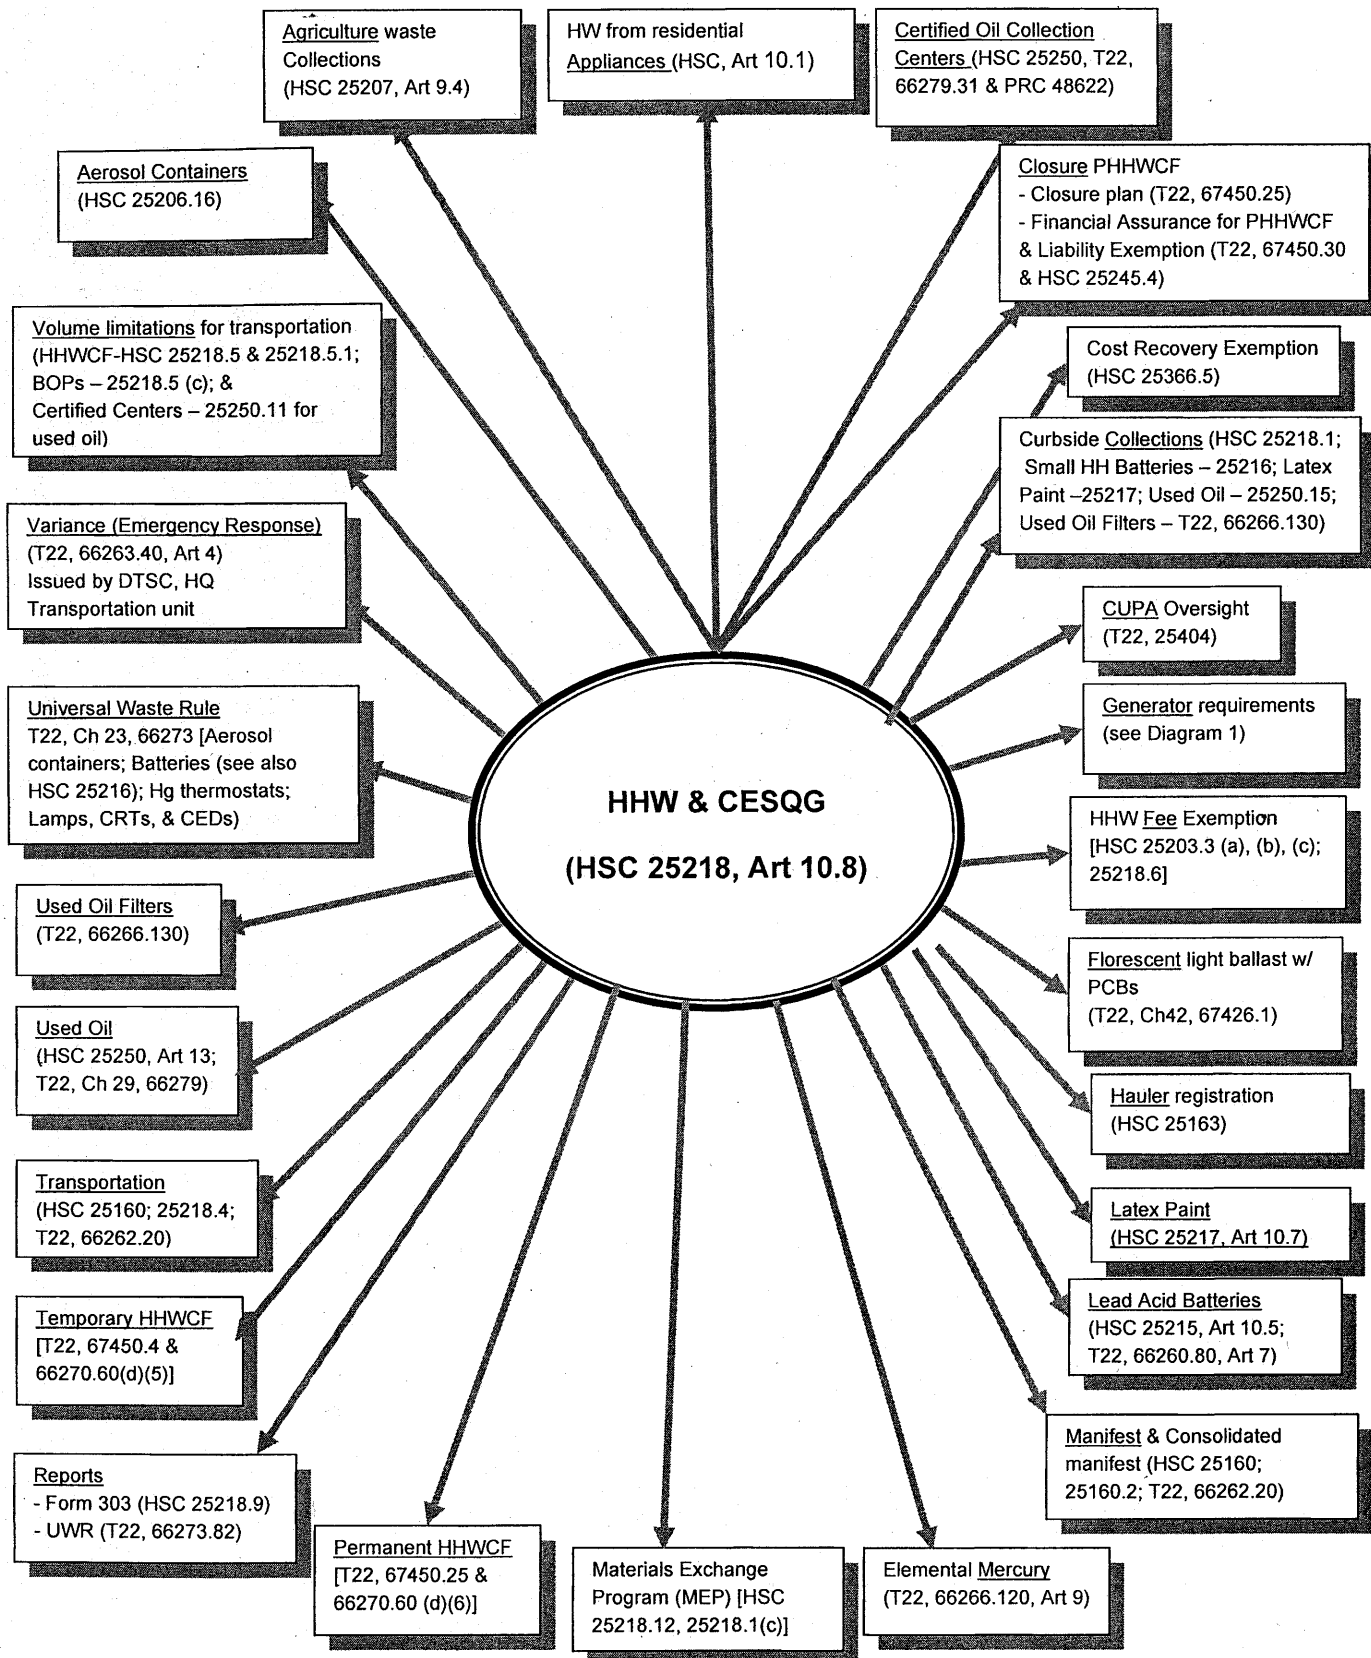 Agriculture waste
Collections
(HSC 25207, Art 9.4)
HW from residential
Appliances (HSC, Art 10.1)
Certified Oil Collection
Centers (HSC 25250, T22,
66279.31 & PRC 48622)
Aerosol Containers
(HSC 25206.16)
Closure PHHWCF
- Closure plan (T22, 67450.25)
- Financial Assurance for PHHWCF
& Liability Exemption (T22, 67450.30
& HSC 25245.4)
Volume limitations for transportation
(HHWCF-HSC 25218.5 & 25218.5.1;
BOPs – 25218.5 (c); &
Certified Centers – 25250.11 for
used oil)
Cost Recovery Exemption
(HSC 25366.5)
Curbside Collections (HSC 25218.1;
Small HH Batteries – 25216; Latex
Paint –25217; Used Oil – 25250.15;
Used Oil Filters – T22, 66266.130)
Variance (Emergency Response)
(T22, 66263.40, Art 4)
Issued by DTSC, HQ
Transportation unit
CUPA Oversight
(T22, 25404)
Universal Waste Rule
T22, Ch 23, 66273 [Aerosol
containers; Batteries (see also
HSC 25216); Hg thermostats;
Lamps, CRTs, & CEDs)
Generator requirements
(see Diagram 1)
HHW & CESQG
(HSC 25218, Art 10.8)
HHW Fee Exemption
[HSC 25203.3 (a), (b), (c);
25218.6]
Used Oil Filters
(T22, 66266.130)
Florescent light ballast w/
PCBs
(T22, Ch42, 67426.1)
Used Oil
(HSC 25250, Art 13;
T22, Ch 29, 66279)
Hauler registration
(HSC 25163)
Transportation
(HSC 25160; 25218.4;
T22, 66262.20)
Latex Paint
(HSC 25217, Art 10.7)
Temporary HHWCF
[T22, 67450.4 &
66270.60(d)(5)]
Lead Acid Batteries
(HSC 25215, Art 10.5;
T22, 66260.80, Art 7)
Reports
- Form 303 (HSC 25218.9)
- UWR (T22, 66273.82)
Manifest & Consolidated
manifest (HSC 25160;
25160.2; T22, 66262.20)
Permanent HHWCF
[T22, 67450.25 &
66270.60 (d)(6)]
Materials Exchange
Program (MEP) [HSC
25218.12, 25218.1(c)]
Elemental Mercury
(T22, 66266.120, Art 9)